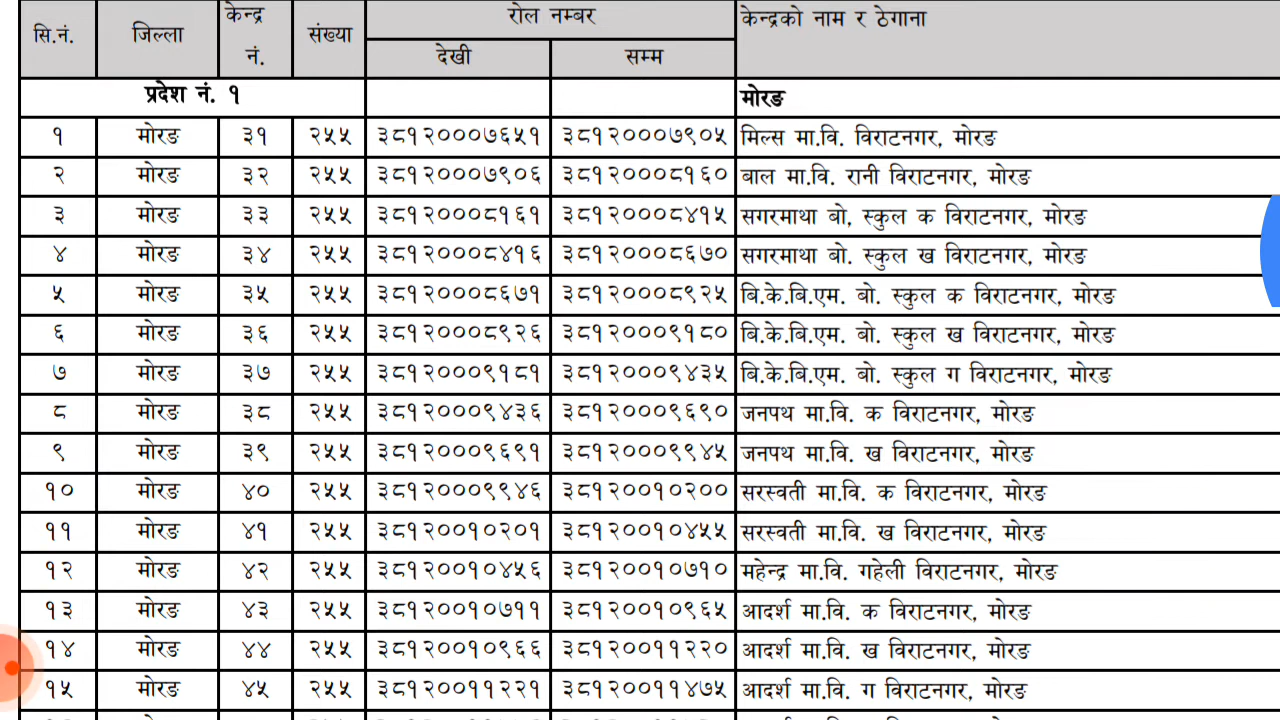 सि.नं. जिल्ला केन्द्र नं. संख्या रोल नम्बर केन्द्रको नाम र ठेगाना
देखी सम्म
प्रदेश नं. १ मोरङ
१ मोरङ ३१ २५५ ३८१२०००७६५१ ३८१२०००७९०५ मिल्स मा.वि. विराटनगर, मोरङ
२ मोरङ ३२ २५५ ३८१२०००७९०६ ३८१२०००८१६० बाल मा.वि. रानी विराटनगर, मोरङ
३ मोरङ ३३ २५५ ३८१२०००८१६१ ३८१२०००८४१५ सगरमाथा बो, स्कुल क विराटनगर, मोरङ
४ मोरङ ३४ २५५ ३८१२०००८४१६ ३८१२०००८६७० सगरमाथा बो. स्कुल ख विराटनगर, मोरङ
५ मोरङ ३५ २५५ ३८१२०००८६७१ ३८१२०००८९२५ बि.के.बि.एम. बो. स्कुल क विराटनगर, मोरङ
६ मोरङ ३६ २५५ ३८१२०००८९२६ ३८१२०००९१८० बि.के.बि.एम. बो. स्कुल ख विराटनगर, मोरङ
७ मोरङ ३७ २५५ ३८१२०००९१८१ ३८१२०००९४३५ बि.के.बि.एम. बो. स्कुल ग विराटनगर, मोरङ
८ मोरङ ३८ २५५ ३८१२०००९४३६ ३८१२०००९६९० जनपथ मा.वि. क विराटनगर, मोरङ
९ मोरङ ३९ २५५ ३८१२०००९६९१ ३८१२०००९९४५ जनपथ मा.वि. ख विराटनगर, मोरङ
१० मोरङ ४० २५५ ३८१२०००९९४६ ३८१२००१०२०० सरस्वती मा.वि. क विराटनगर, मोरङ
११ मोरङ ४१ २५५ ३८१२००१०२०१ ३८१२००१०४५५ सरस्वती मा.वि. ख विराटनगर, मोरङ
१२ मोरङ ४२ २५५ ३८१२००१०४५६ ३८१२००१०७१० महेन्द्र मा.वि. गहेली विराटनगर, मोरङ
१३ मोरङ ४३ २५५ ३८१२००१०७११ ३८१२००१०९६५ आदर्श मा.वि. क विराटनगर, मोरङ
१४ मोरङ ४४ २५५ ३८१२००१०९६६ ३८१२००११२२० आदर्श मा.वि. ख विराटनगर, मोरङ
१५ मोरङ ४५ २५५ ३८१२००११२२१ ३८१२००११४७५ आदर्श मा.वि. ग विराटनगर, मोरङ